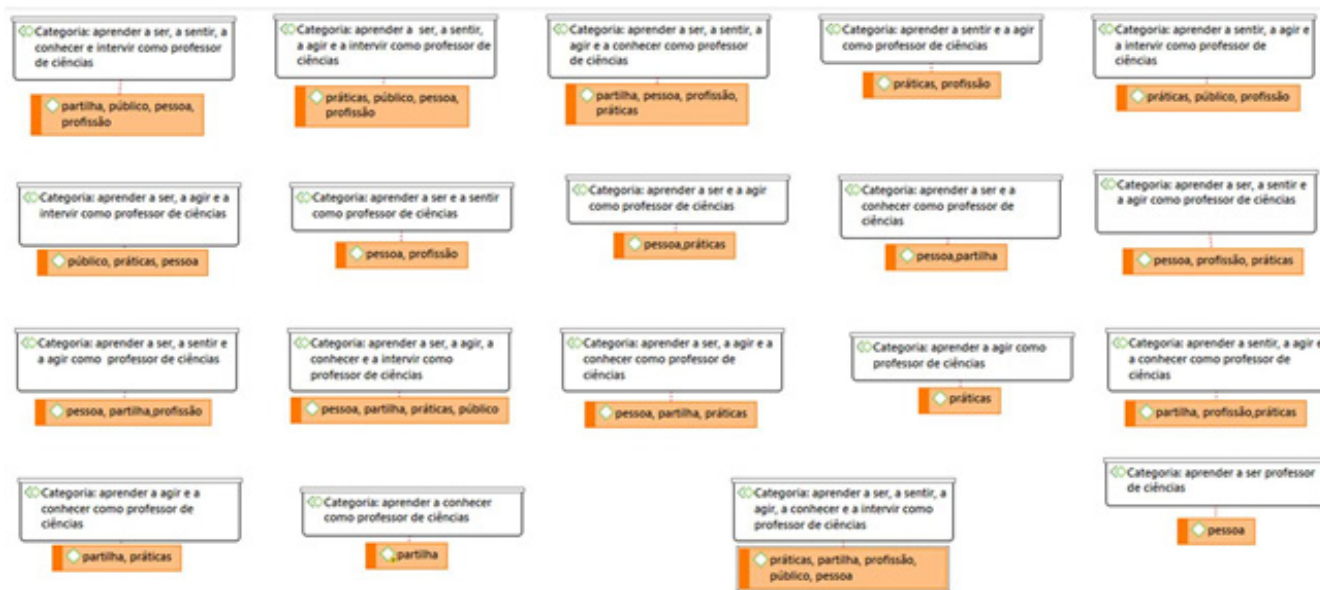 Categoria: aprender a ser, a sentir, a
conhecer e intervir como professor
de ciências
partilha, público, pessoa,
profissão
Categoria: aprender a ser, a sentir,
a agir e a intervir como professor de
ciências
práticas, público, pessoa,
profissão
Categoria: aprender a ser, a sentir, a
agir e a conhecer como professor
de ciências
partilha, pessoa, profissão,
práticas
Categoria: aprender a sentir e a agir
como professor de ciências
práticas, profissão
Categoria: aprender a sentir, a agir e
a intervir como professor de
ciências
práticas, público, profissão
Categoria: aprender a ser, a agir e a
intervir como professor de ciências
público, práticas, pessoa
Categoria: aprender a ser e a sentir
como professor de ciências
pessoa, profissão
Categoria: aprender a ser e a agir
como professor de ciências
pessoa,práticas
Categoria: aprender a ser e a
conhecer como professor de
ciências
pessoa,partilha
Categoria: aprender a ser, a sentir e
a agir como professor de ciências
pessoa, profissão, práticas
Categoria: aprender a ser, a sentir e
a agir como professor de ciências
pessoa, partilha,profissão
Categoria: aprender a ser, a agir, a
conhecer e a intervir como
professor de ciências
pessoa, partilha, práticas, público
Categoria: aprender a ser, a agir e a
conhecer como professor de
ciências
pessoa, partilha, práticas
Categoria: aprender a agir como
professor de ciências
práticas
Categoria: aprender a sentir, a agir e
a conhecer como professor de
ciências
partilha, profissão,práticas
Categoria: aprender a agir e a
conhecer como professor de
ciências
partilha, práticas
Categoria: aprender a conhecer
como professor de ciências
partilha
Categoria: aprender a ser, a sentir, a
agir, a conhecer e a intervir como
professor de ciências
práticas, partilha, profissão,
público, pessoa
Categoria: aprender a ser professor
de ciências
pessoa